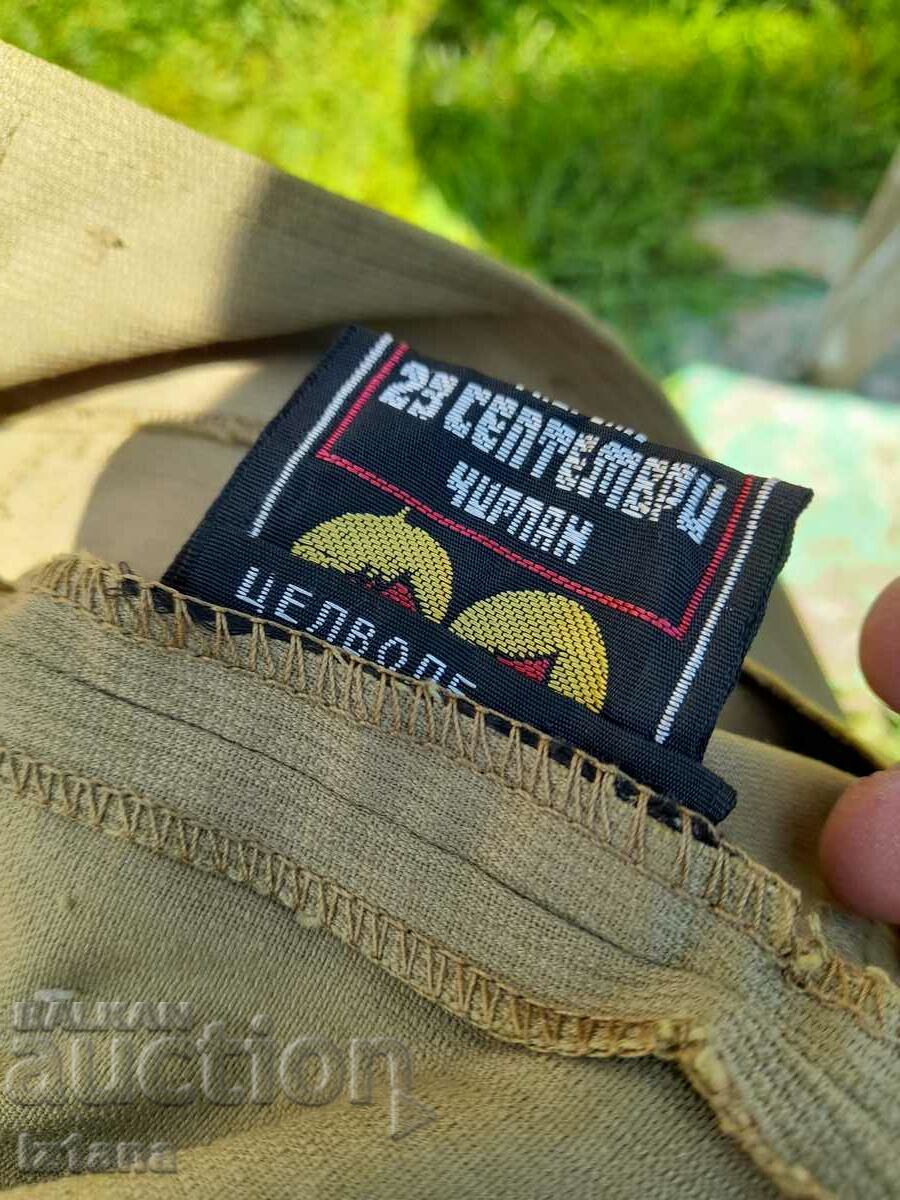 23 СЕПТЕМВРИ
ЧИРПАН
ЦЕЛВОЛЕ
BALKAN
auction
Iztana